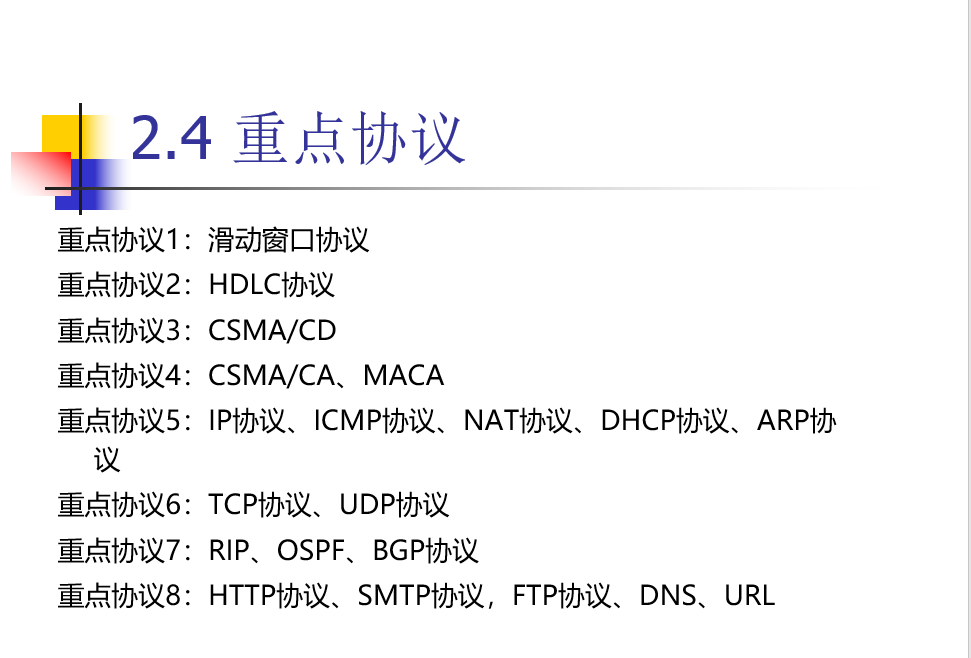 2.4 重点协议
重点协议1：滑动窗口协议
重点协议2：HDLC协议
重点协议3：CSMA/CD
重点协议4：CSMA/CA、MACA
重点协议5：IP协议、ICMP协议、NAT协议、DHCP协议、ARP协
议
重点协议6：TCP协议、UDP协议
重点协议7：RIP、OSPF、BGP协议
重点协议8：HTTP协议、SMTP协议，FTP协议、DNS、URL